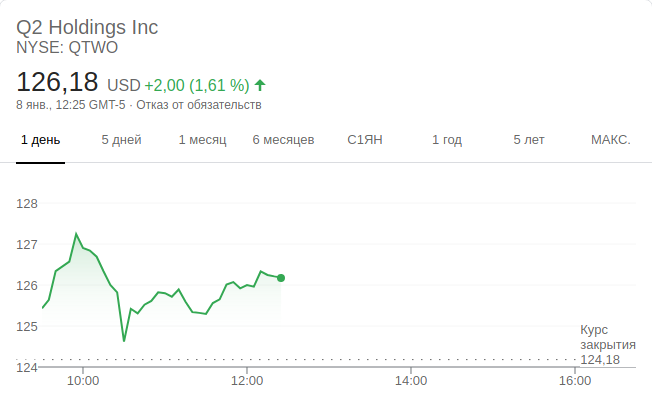 Q2 Holdings Inc
NYSE: QTWO
126,18 USD +2,00 (1,61 %)
8 янв., 12:25 GMT-5 · Отказ от обязательств
1 день 5 дней 1 месяц 6 месяцев С1ЯН 1 год 5 лет МАКС.
128
127
126
125
124
Курс
закрытия
124,18
10:00 12:00 14:00 16:00